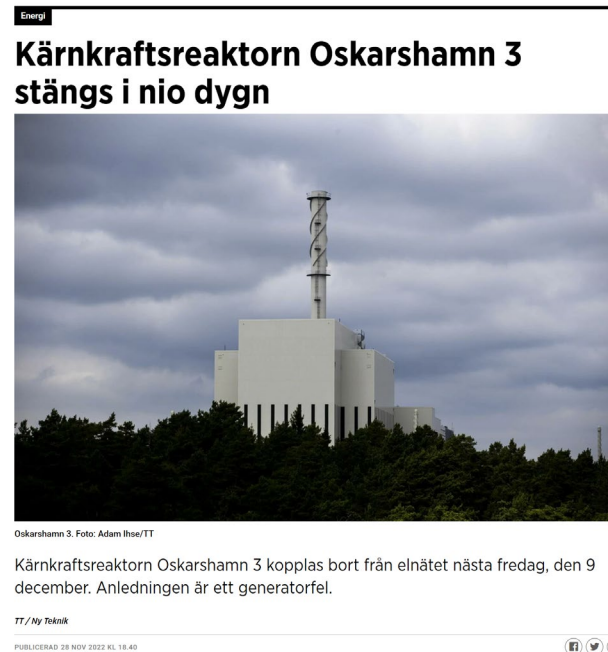 Energi
Kärnkraftsreaktorn Oskarshamn 3
stängs i nio dygn
Oskarshamn 3. Foto: Adam Ihse/TT
Kärnkraftsreaktorn Oskarshamn 3 kopplas bort från elnätet nästa fredag, den 9
december. Anledningen är ett generatorfel.
TT / Ny Teknik
PUBLICERAD 28 NOV 2022 KL 18.40